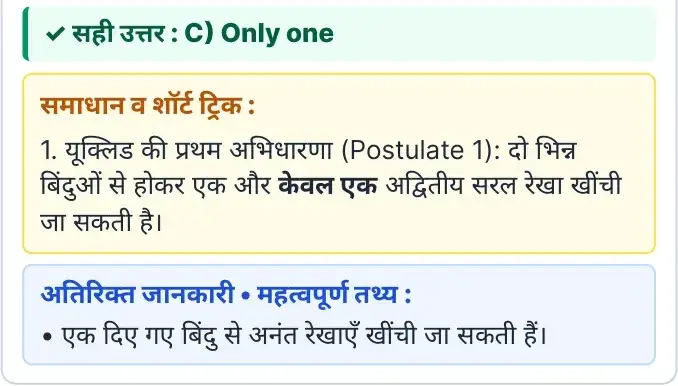 ✓ सही उत्तर : C) Only one
समाधान व शॉर्ट ट्रिक :
1. यूक्लिड की प्रथम अभिधारणा (Postulate 1): दो भिन्न
बिंदुओं से होकर एक और केवल एक अद्वितीय सरल रेखा खींची
जा सकती है।
अतिरिक्त जानकारी • महत्वपूर्ण तथ्य :
• एक दिए गए बिंदु से अनंत रेखाएँ खींची जा सकती हैं।